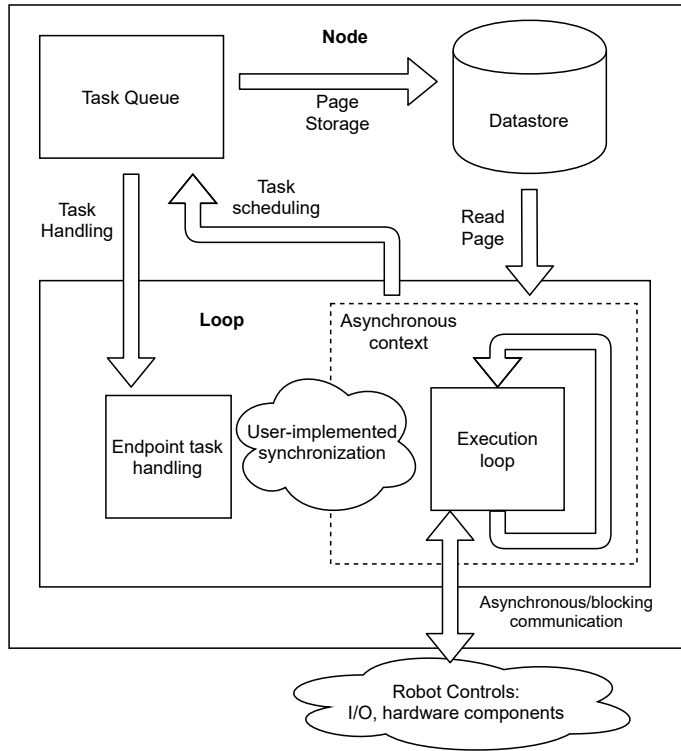 Node
Task Queue
Page
Storage
Datastore
Task
Handling
Task
scheduling
Read
Page
Loop
Asynchronous
context
Endpoint task
handling
User-implemented
synchronization
Execution
loop
Asynchronous/blocking
communication
Robot Controls:
I/O, hardware components